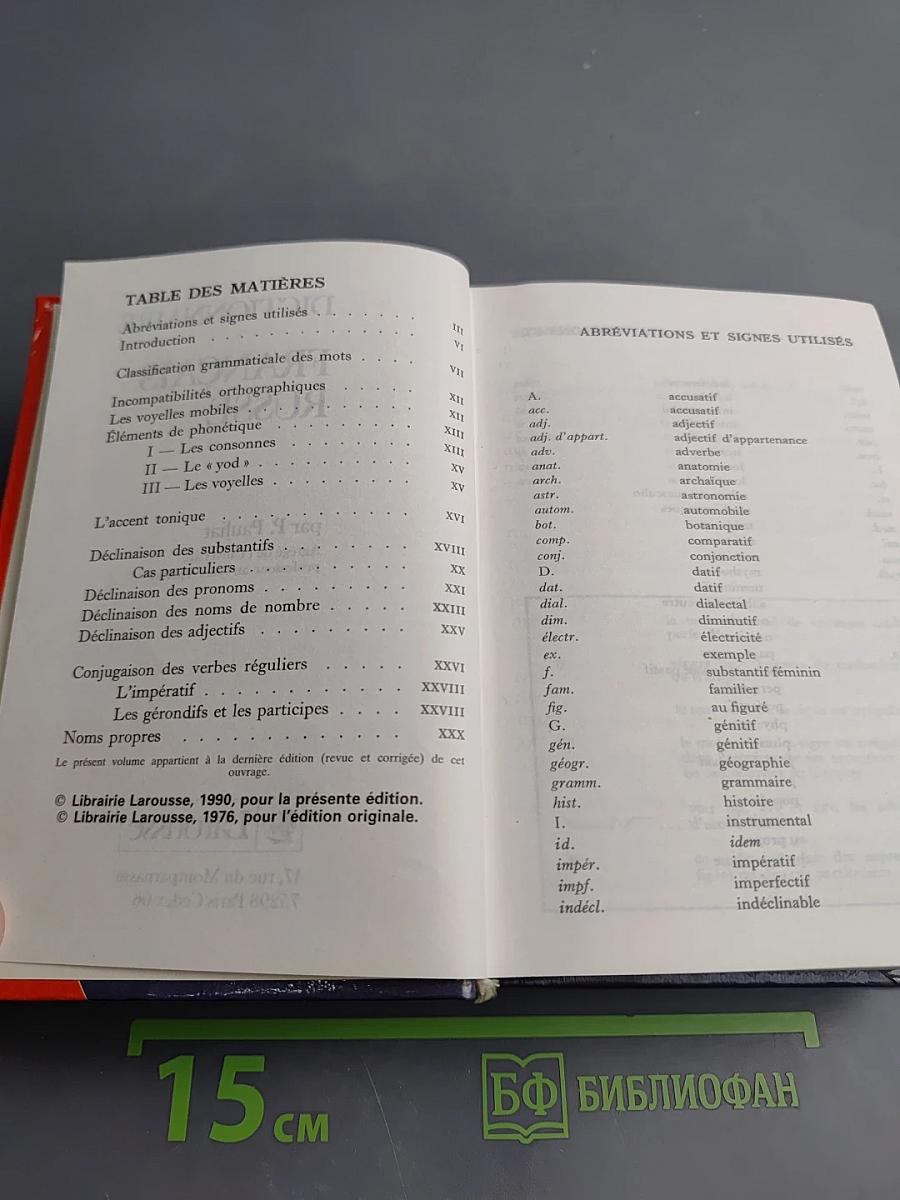 TABLE DES MATIÈRES
Abréviations et signes utilisés . . . . . . III
Introduction . . . . . . . . . . . VI
Classification grammaticale des mots . . . . VII
Incompatibilités orthographiques . . . . . XII
Les voyelles mobiles . . . . . . . . . XII
Éléments de phonétique . . . . . . . . XIII
I — Les consonnes . . . . . . . XIII
II — Le « yod » . . . . . . . . . XV
III — Les voyelles . . . . . . . . XV
L'accent tonique . . . . . . . . . . . XVI
Déclinaison des substantifs . . . . . . . XVIII
Cas particuliers . . . . . . . . . XX
Déclinaison des pronoms . . . . . . . . XXI
Déclinaison des noms de nombre . . . . . XXIII
Déclinaison des adjectifs . . . . . . . . XXV
Conjugaison des verbes réguliers . . . . . XXVI
L'impératif . . . . . . . . . . . . XXVIII
Les gérondifs et les participes . . . . XXVIII
Noms propres . . . . . . . . . . . . . XXX
Le présent volume appartient à la dernière édition (revue et corrigée) de cet
ouvrage.
© Librairie Larousse, 1990, pour la présente édition.
© Librairie Larousse, 1976, pour l'édition originale.
ABRÉVIATIONS ET SIGNES UTILISÉS
A. accusatif
acc. accusatif
adj. adjectif
adj. d'appart. adjectif d'appartenance
adv. adverbe
anat. anatomie
arch. archaïque
astr. astronomie
autom. automobile
bot. botanique
comp. comparatif
conj. conjonction
D. datif
dat. datif
dial. dialectal
dim. diminutif
électr. électricité
ex. exemple
f. substantif féminin
fam. familier
fig. au figuré
G. génitif
gén. génitif
géogr. géographie
gramm. grammaire
hist. histoire
I. instrumental
id. idem
impér. impératif
impf. imperfectif
indécl. indéclinable
15 см
БФ БИБЛИОФАН